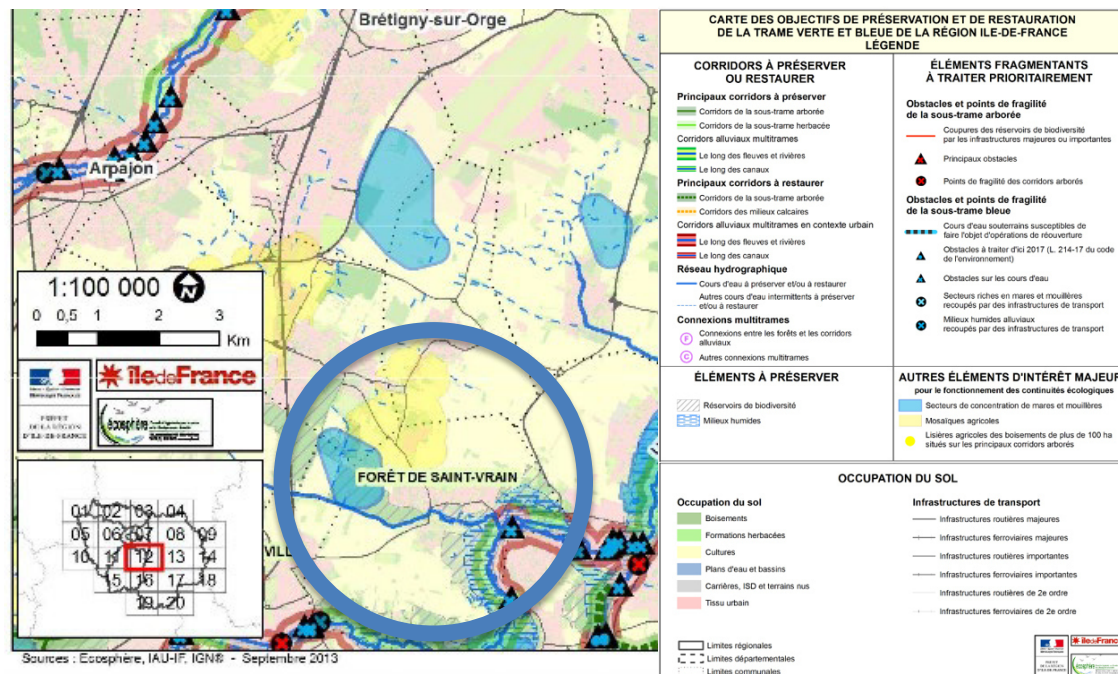 Brétigny-sur-Orge
Arpajon
FORÊT DE SAINT-VRAIN
VILL
1:100 000
N
0 0,5 1 2 3
Km
île de France
PRÉFET
DE LA RÉGION
D'ILE-DE-FRANCE
écosphère
01 02 03 04
05 06 07 08 09
10 11 12 13 14
15 16 17 18
19 20
Sources : Ecosphère, IAU-IF, IGN® - Septembre 2013
CARTE DES OBJECTIFS DE PRÉSERVATION ET DE RESTAURATION
DE LA TRAME VERTE ET BLEUE DE LA RÉGION ILE-DE-FRANCE
LÉGENDE
CORRIDORS À PRÉSERVER
OU RESTAURER
Principaux corridors à préserver
Corridors de la sous-trame arborée
Corridors de la sous-trame herbacée
Corridors alluviaux multitrames
Le long des fleuves et rivières
Le long des canaux
Principaux corridors à restaurer
Corridors de la sous-trame arborée
Corridors des milieux calcaires
Corridors alluviaux multitrames en contexte urbain
Le long des fleuves et rivières
Le long des canaux
Réseau hydrographique
Cours d'eau à préserver et/ou à restaurer
Autres cours d'eau intermittents à préserver
et/ou à restaurer
Connexions multitrames
F Connexions entre les forêts et les corridors
alluviaux
C Autres connexions multitrames
ÉLÉMENTS FRAGMENTANTS
À TRAITER PRIORITAIREMENT
Obstacles et points de fragilité
de la sous-trame arborée
Coupures des réservoirs de biodiversité
par les infrastructures majeures ou importantes
Principaux obstacles
Points de fragilité des corridors arborés
Obstacles et points de fragilité
de la sous-trame bleue
Cours d'eau souterrains susceptibles de
faire l'objet d'opérations de réouverture
Obstacles à traiter d'ici 2017 (L. 214-17 du code
de l'environnement)
Obstacles sur les cours d'eau
Secteurs riches en mares et mouillères
recoupés par des infrastructures de transport
Milieux humides alluviaux
recoupés par des infrastructures de transport
ÉLÉMENTS À PRÉSERVER
Réservoirs de biodiversité
Milieux humides
AUTRES ÉLÉMENTS D'INTÉRÊT MAJEUR
pour le fonctionnement des continuités écologiques
Secteurs de concentration de mares et mouillères
Mosaïques agricoles
Lisières agricoles des boisements de plus de 100 ha
situés sur les principaux corridors arborés
OCCUPATION DU SOL
Occupation du sol
Boisements
Formations herbacées
Cultures
Plans d'eau et bassins
Carrières, ISD et terrains nus
Tissu urbain
Infrastructures de transport
Infrastructures routières majeures
Infrastructures ferroviaires majeures
Infrastructures routières importantes
Infrastructures ferroviaires importantes
Infrastructures routières de 2e ordre
Infrastructures ferroviaires de 2e ordre
Limites régionales
Limites départementales
Limites communales
île de France
écosphère